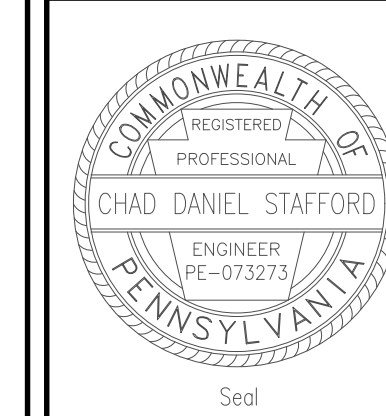 COMMONWEALTH OF
REGISTERED
PROFESSIONAL
CHAD DANIEL STAFFORD
ENGINEER
PE-073273
PENNSYLVANIA
Seal